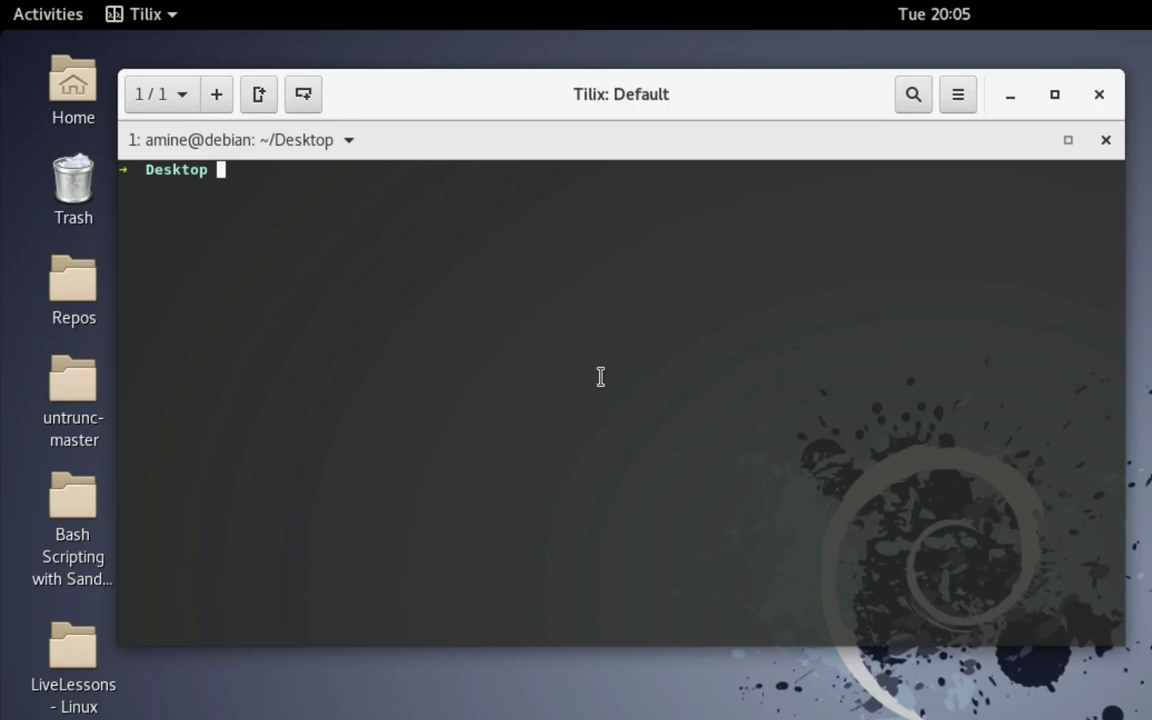 Activities Tilix Tue 20:05
Home
Trash
Repos
untrunc-
master
Bash
Scripting
with Sand...
LiveLessons
- Linux
1 / 1 + Tilix: Default
1: amine@debian: ~/Desktop
→ Desktop